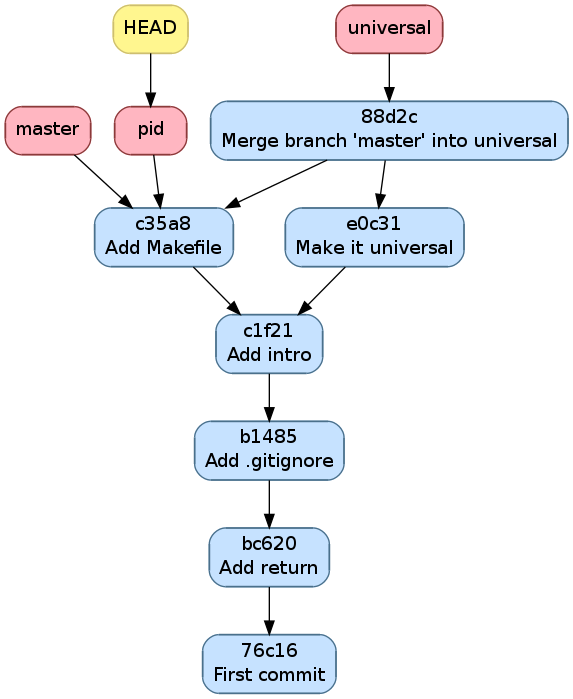 HEAD
universal
master
pid
88d2c
Merge branch 'master' into universal
c35a8
Add Makefile
e0c31
Make it universal
c1f21
Add intro
b1485
Add .gitignore
bc620
Add return
76c16
First commit